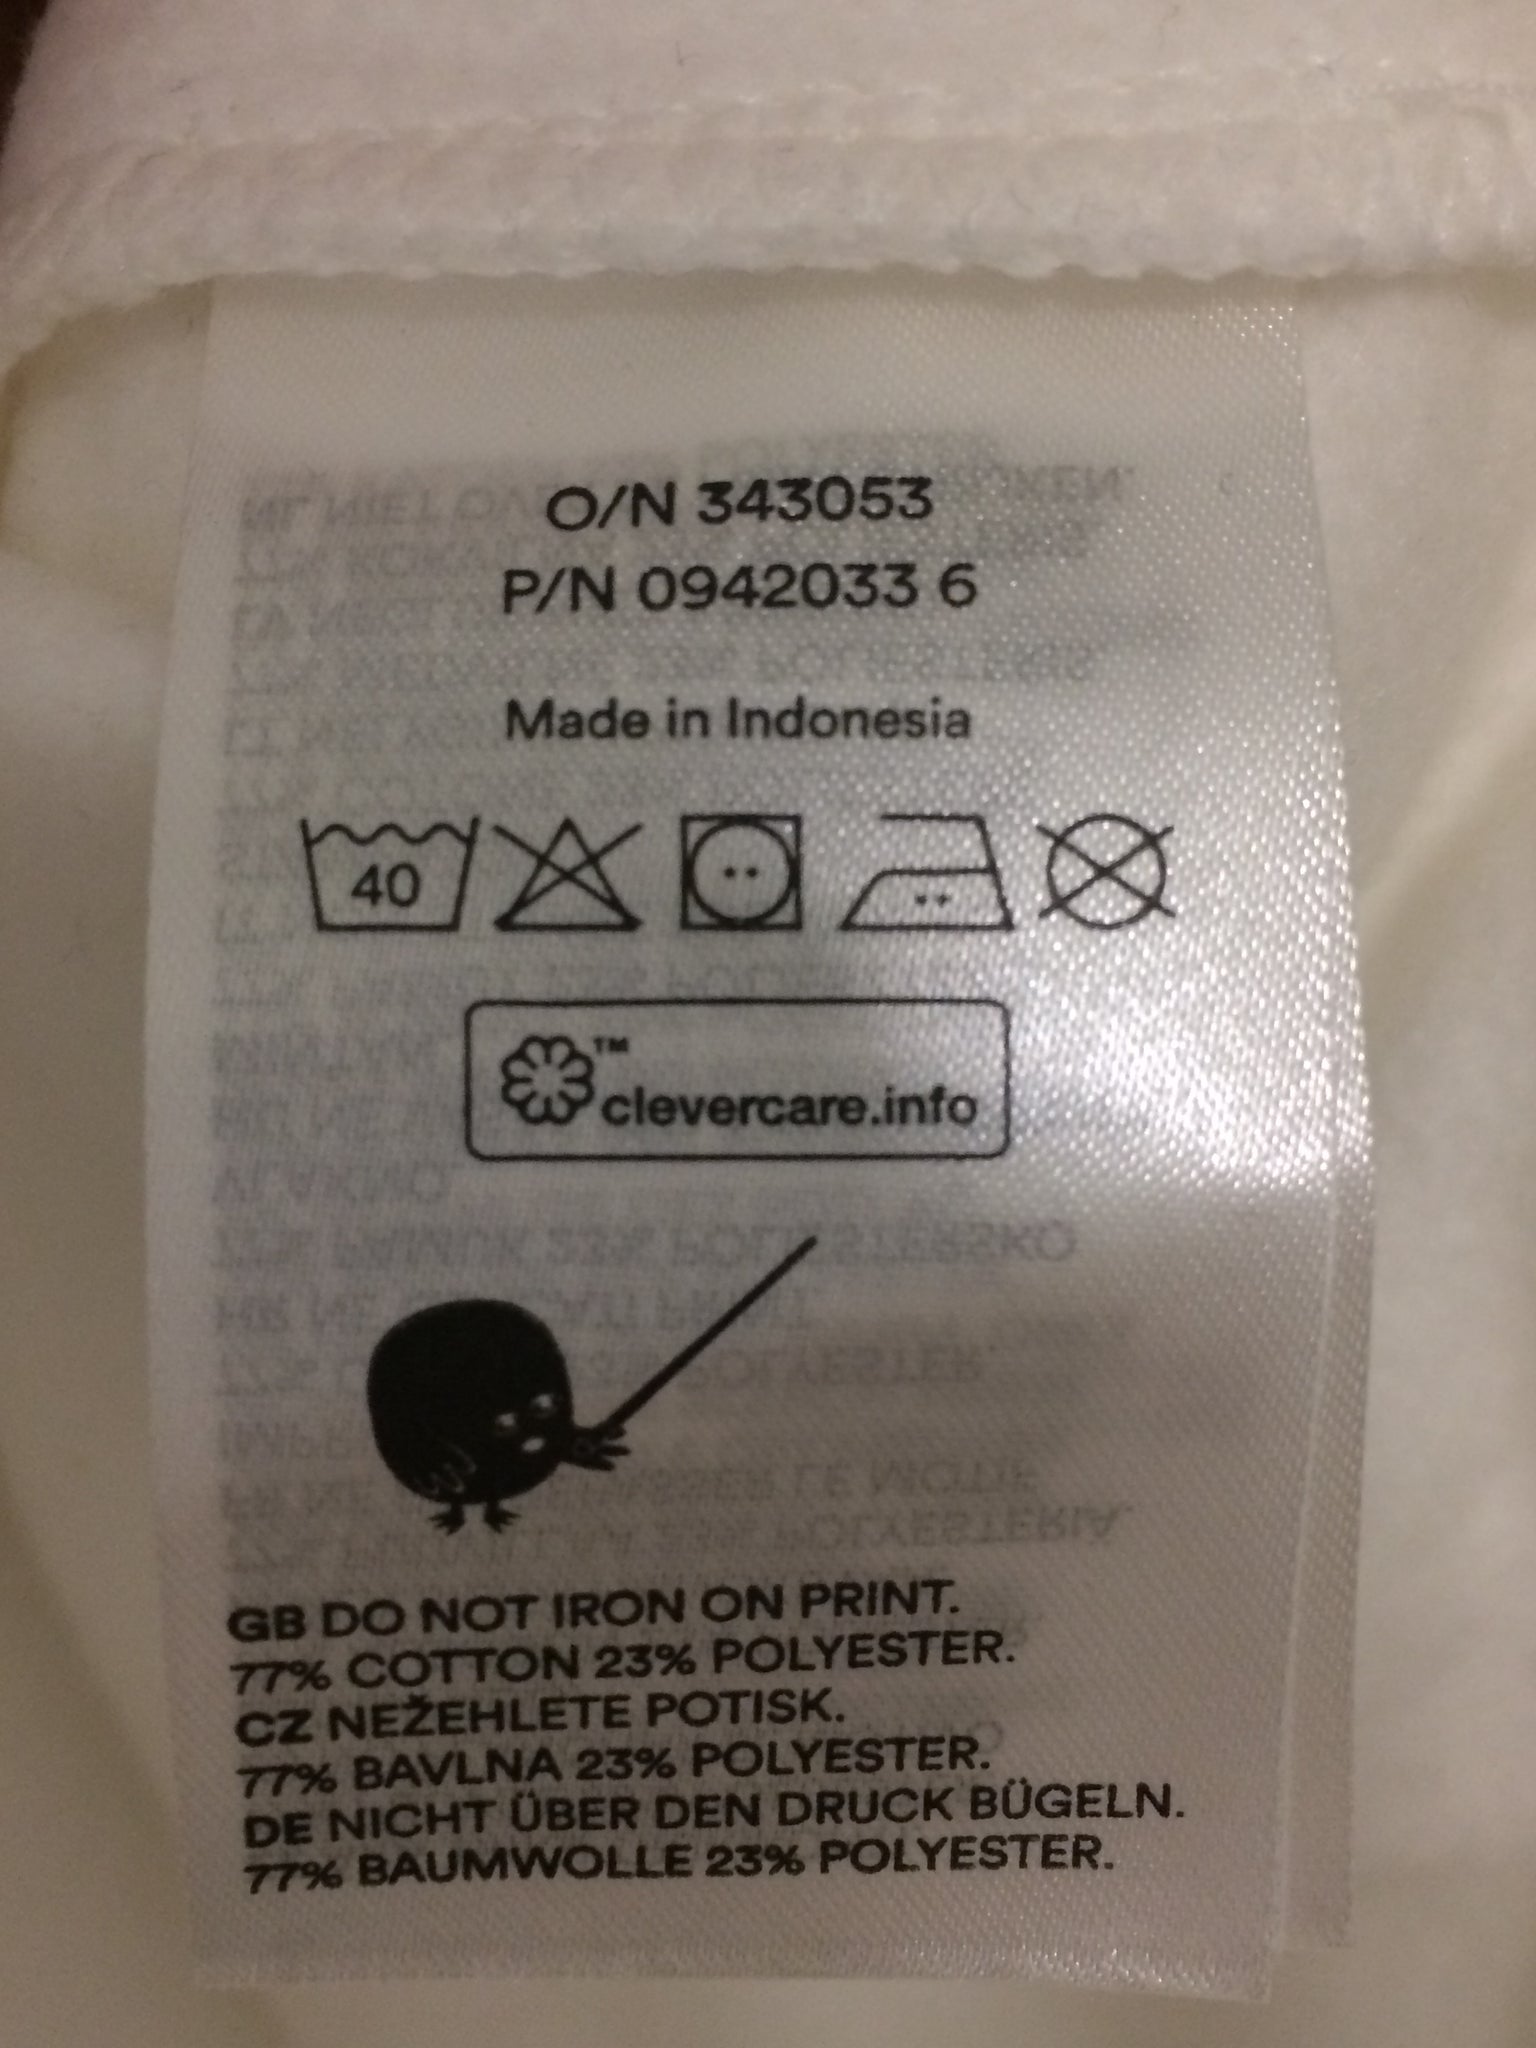 O/N 343053
P/N 0942033 6
Made in Indonesia
40
™
clevercare.info
GB DO NOT IRON ON PRINT.
77% COTTON 23% POLYESTER.
CZ NEŽEHLETE POTISK.
77% BAVLNA 23% POLYESTER.
DE NICHT ÜBER DEN DRUCK BÜGELN.
77% BAUMWOLLE 23% POLYESTER.